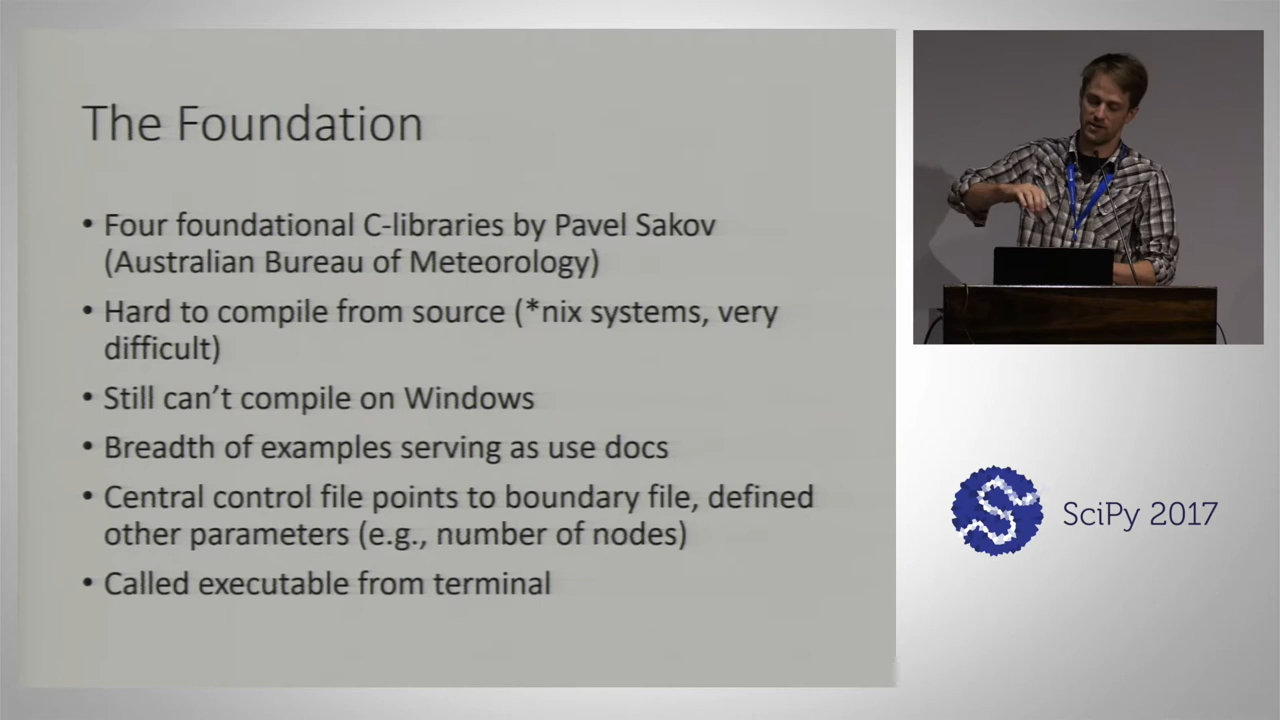 The Foundation
• Four foundational C-libraries by Pavel Sakov
(Australian Bureau of Meteorology)
• Hard to compile from source (*nix systems, very
difficult)
• Still can’t compile on Windows
• Breadth of examples serving as use docs
• Central control file points to boundary file, defined
other parameters (e.g., number of nodes)
• Called executable from terminal
SciPy 2017